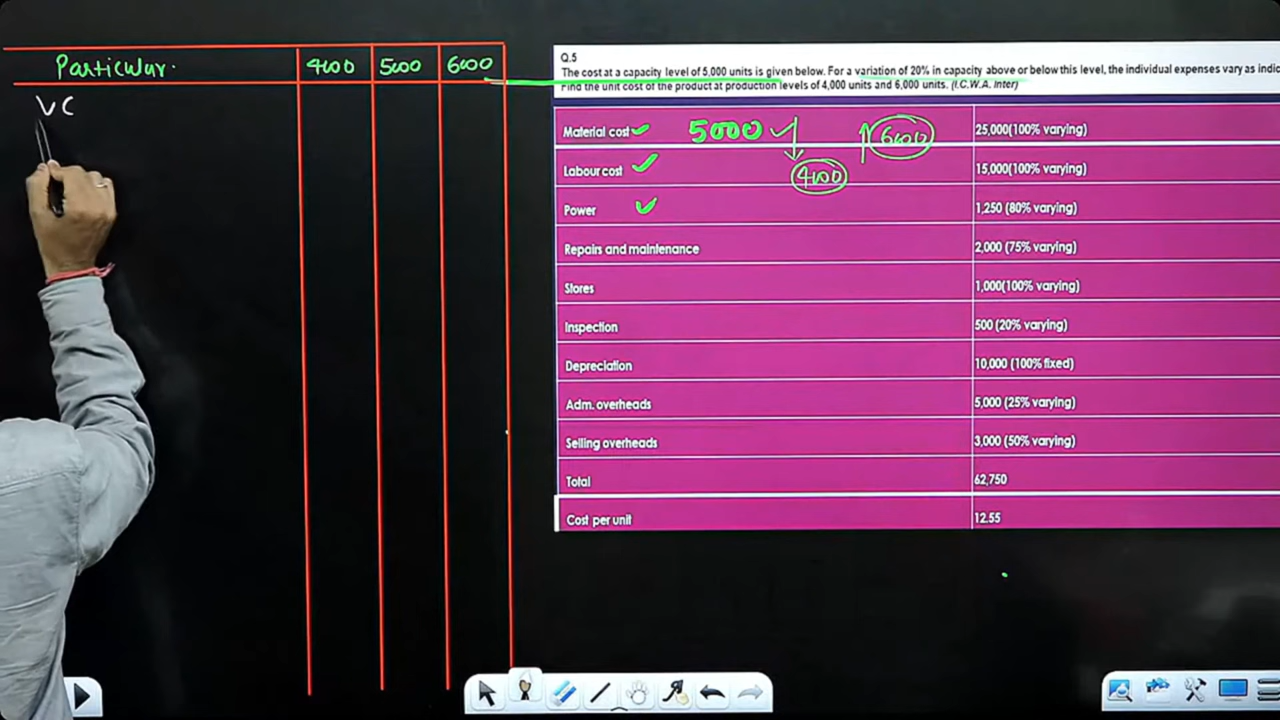 Particular.
4000
5000
6000
VC
Q.5
The cost at a capacity level of 5,000 units is given below. For a variation of 20% in capacity above or below this level, the individual expenses vary as indic
Find the unit cost of the product at production levels of 4,000 units and 6,000 units. (I.C.W.A. Inter)
Material cost 5000 6000 25,000(100% varying)
4000
Labour cost 15,000(100% varying)
Power 1,250 (80% varying)
Repairs and maintenance 2,000 (75% varying)
Stores 1,000(100% varying)
Inspection 500 (20% varying)
Depreciation 10,000 (100% fixed)
Adm. overheads 5,000 (25% varying)
Selling overheads 3,000 (50% varying)
Total 62,750
Cost per unit 12.55